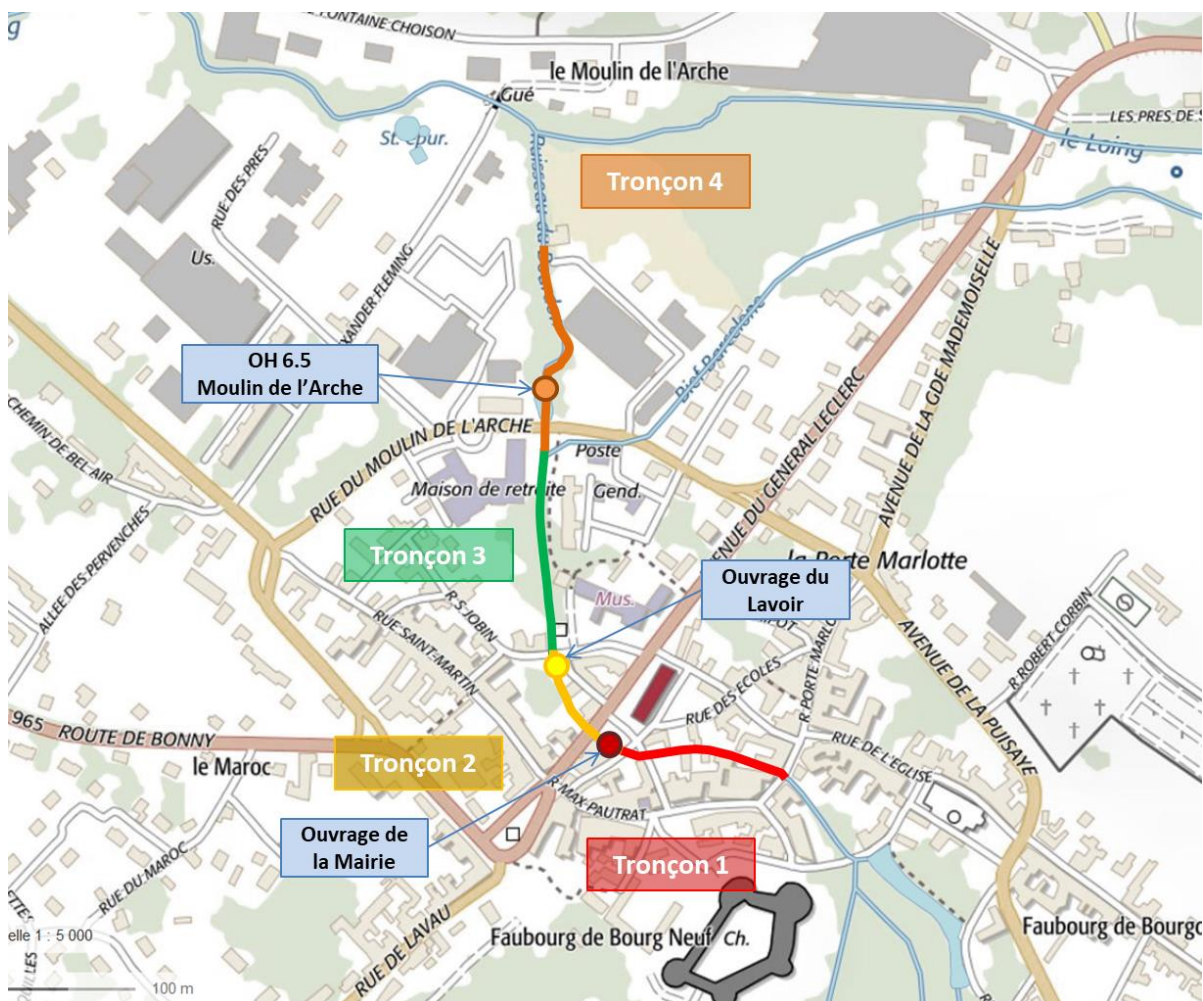 ng
FONTAINE CHOISON
le Moulin de l'Arche
Gué
St. épur.
LES PRES DE S
le Loing
RUE DES PRES
Tronçon 4
Us.
XANDER FLEMING
AVENUE DE LA GDE MADEMOISELLE
OH 6.5
Moulin de l'Arche
Bief Barcelone
CHEMIN DE BEL AIR
RUE DU MOULIN DE L'ARCHE
Poste
Maison de retraite
Gend.
AVENUE DU GENERAL LECLERC
ALLEE DES PERVENCHES
Tronçon 3
la Porte Marlotte
Ouvrage du
Lavoir
R. S. JOBIN
Mus.
RUE SAINT-MARTIN
R PORTE MARLO
AVENUE DE LA PUISAYE
R ROBERT CORBIN
RUE DES ECOLES
965 ROUTE DE BONNY
le Maroc
Tronçon 2
RUE DE L'EGLISE
R MAX-PAUTRAT
Ouvrage de
la Mairie
Tronçon 1
RUE DU MAROC
RUE DE LAVAU
Faubourg de Bourg Neuf
Ch.
Faubourg de Bourgo
elle 1 : 5 000
100 m